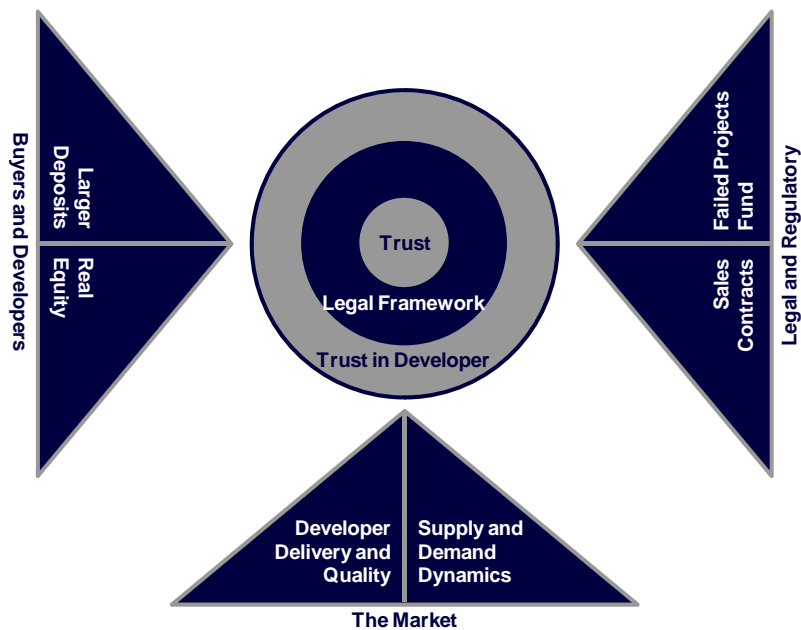 Buyers and Developers
Larger
Deposits
Real
Equity
Trust
Legal Framework
Trust in Developer
Failed Projects
Fund
Sales
Contracts
Legal and Regulatory
Developer
Delivery and
Quality
Supply and
Demand
Dynamics
The Market